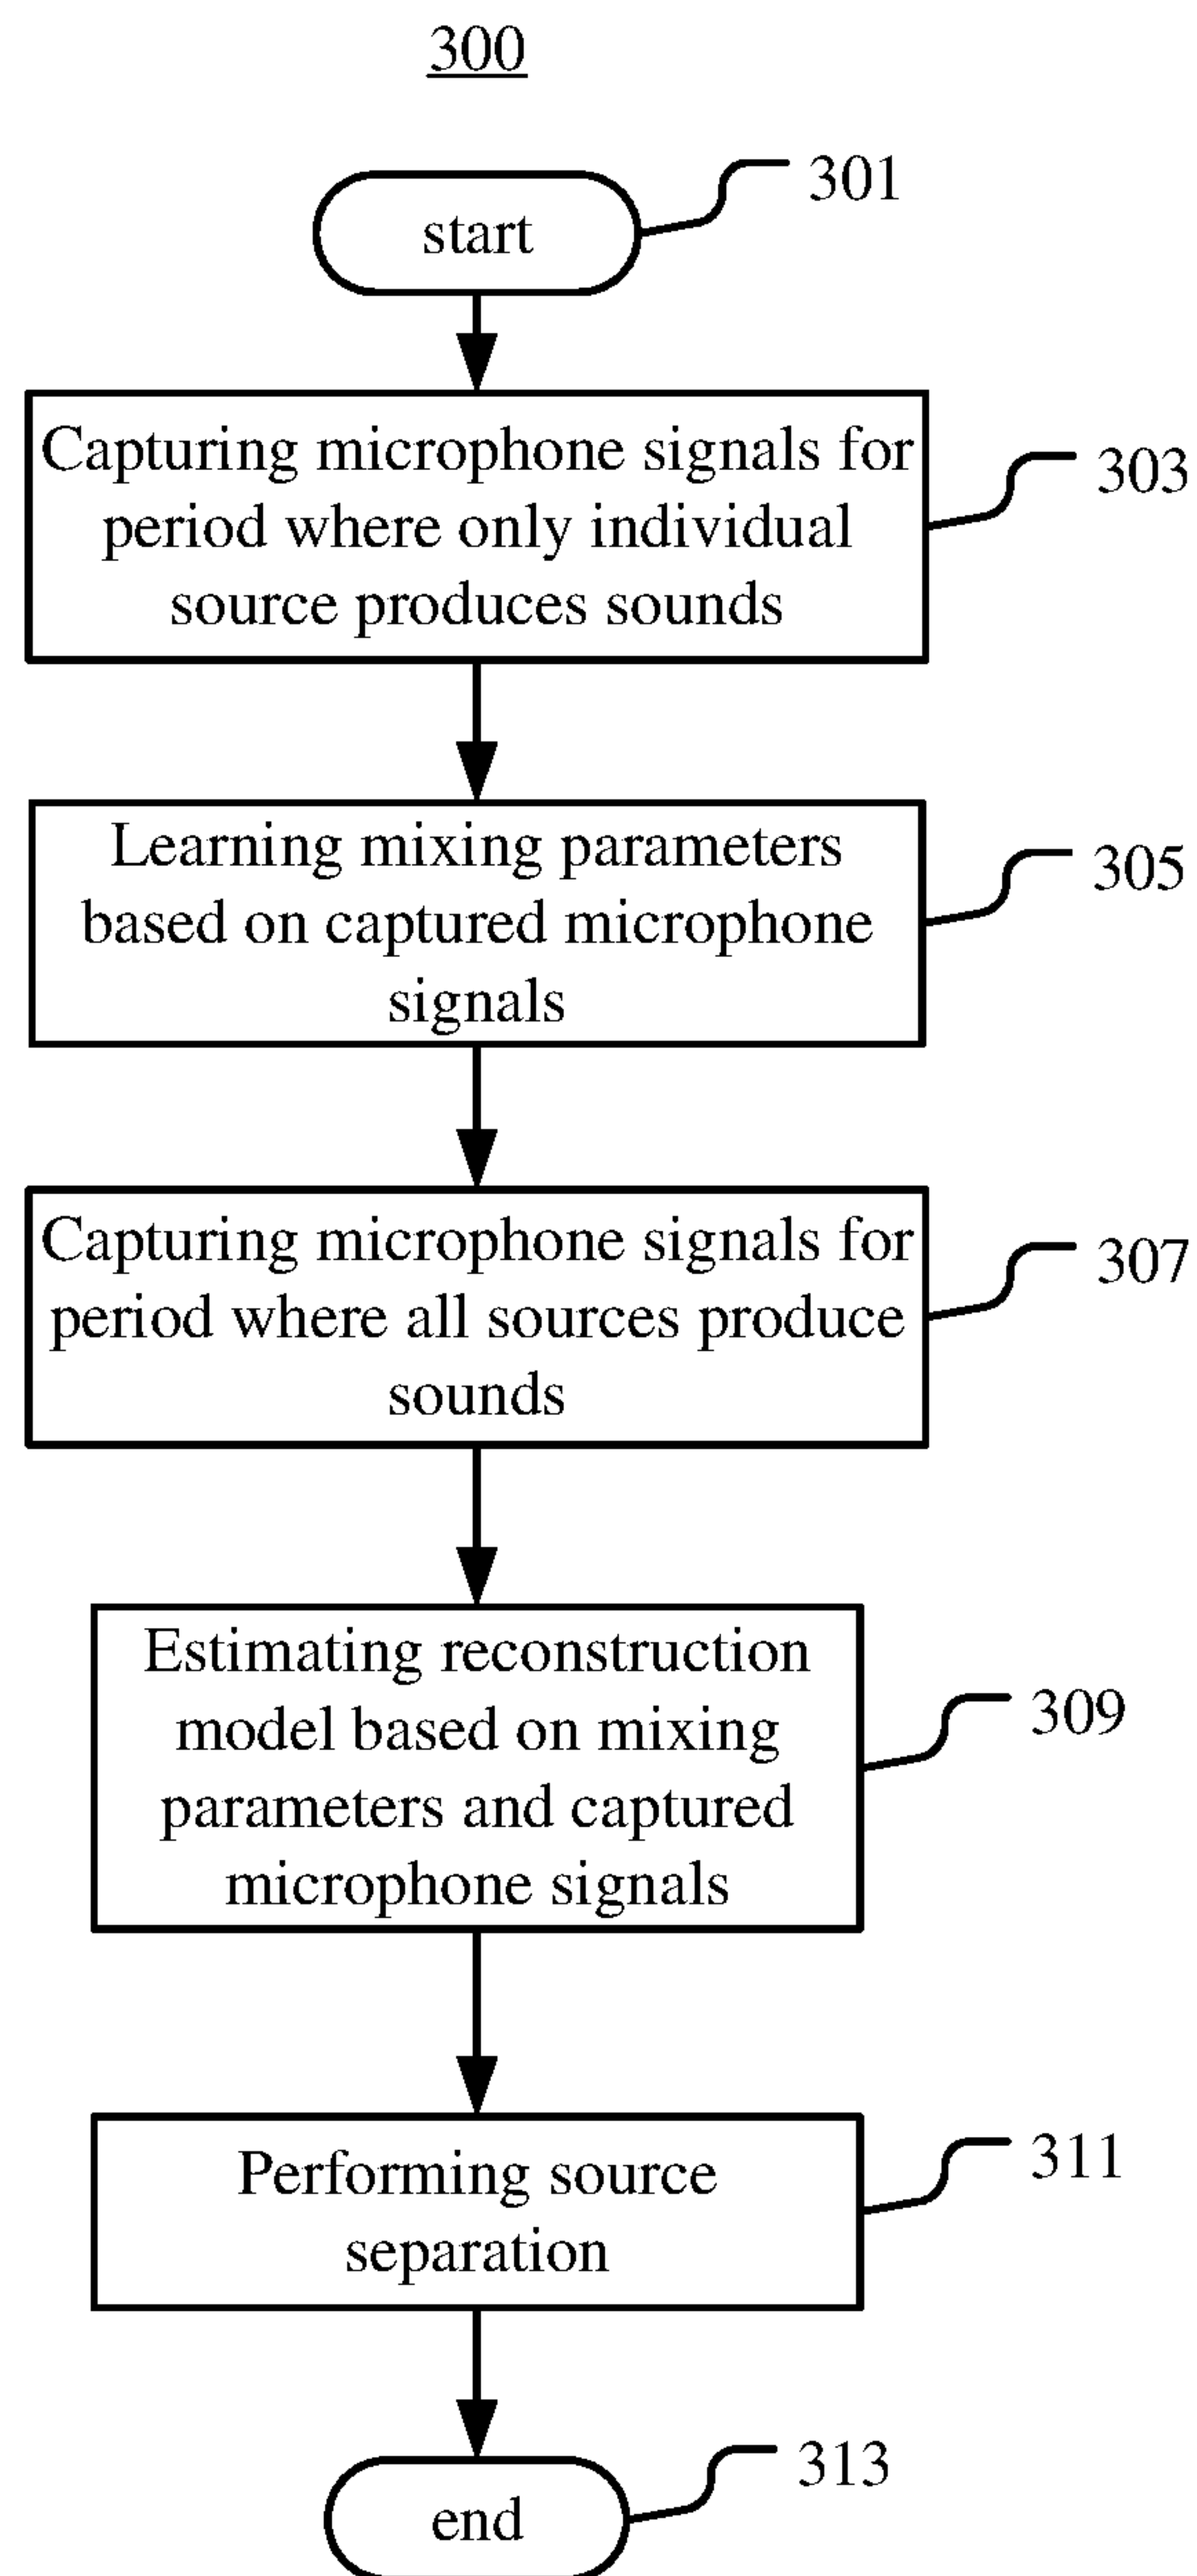 300
start
301
Capturing microphone signals for
period where only individual
source produces sounds
303
Learning mixing parameters
based on captured microphone
signals
305
Capturing microphone signals for
period where all sources produce
sounds
307
Estimating reconstruction
model based on mixing
parameters and captured
microphone signals
309
Performing source
separation
311
end
313